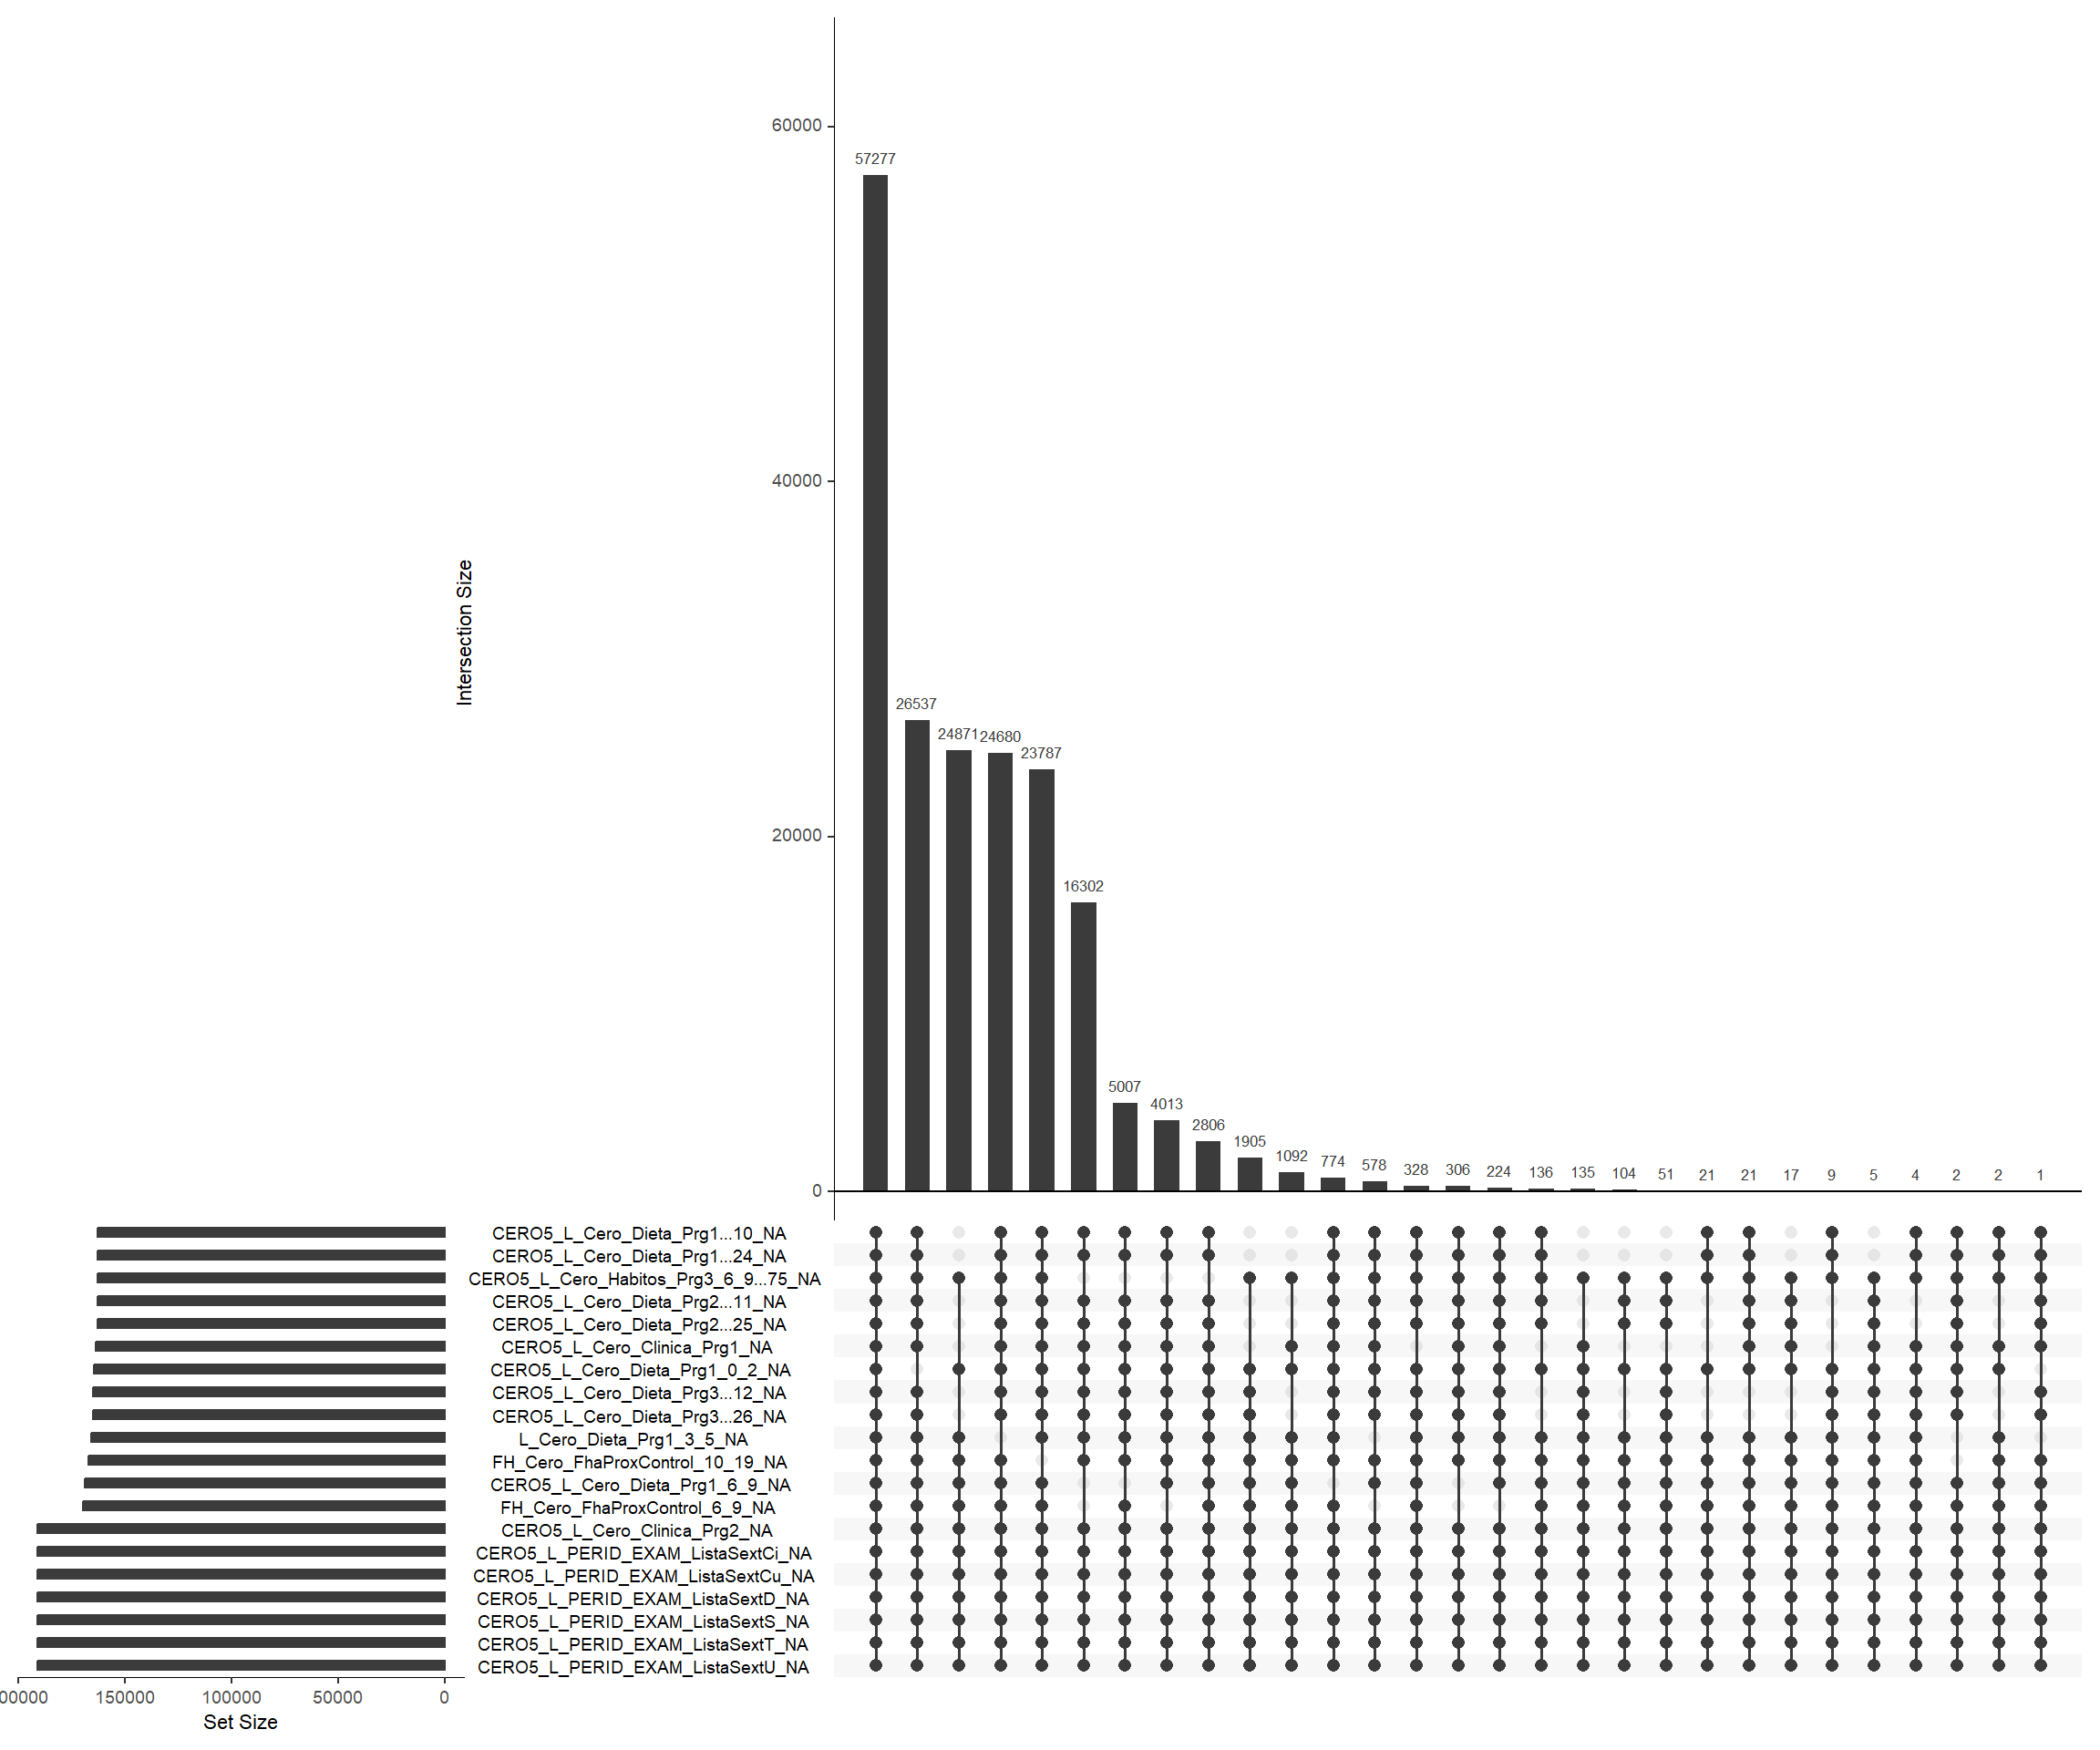 60000
57277
40000
Intersection Size
26537
24871
24680
23787
20000
16302
5007
4013
2806
1905
1092
774
578
328
306
224
136
135
104
51
21
21
17
9
5
4
2
2
1
0
CERO5_L_Cero_Dieta_Prg1...10_NA
CERO5_L_Cero_Dieta_Prg1...24_NA
CERO5_L_Cero_Habitos_Prg3_6_9...75_NA
CERO5_L_Cero_Dieta_Prg2...11_NA
CERO5_L_Cero_Dieta_Prg2...25_NA
CERO5_L_Cero_Clinica_Prg1_NA
CERO5_L_Cero_Dieta_Prg1_0_2_NA
CERO5_L_Cero_Dieta_Prg3...12_NA
CERO5_L_Cero_Dieta_Prg3...26_NA
L_Cero_Dieta_Prg1_3_5_NA
FH_Cero_FhaProxControl_10_19_NA
CERO5_L_Cero_Dieta_Prg1_6_9_NA
FH_Cero_FhaProxControl_6_9_NA
CERO5_L_Cero_Clinica_Prg2_NA
CERO5_L_PERID_EXAM_ListaSextCi_NA
CERO5_L_PERID_EXAM_ListaSextCu_NA
CERO5_L_PERID_EXAM_ListaSextD_NA
CERO5_L_PERID_EXAM_ListaSextS_NA
CERO5_L_PERID_EXAM_ListaSextT_NA
CERO5_L_PERID_EXAM_ListaSextU_NA
00000 150000 100000 50000 0
Set Size